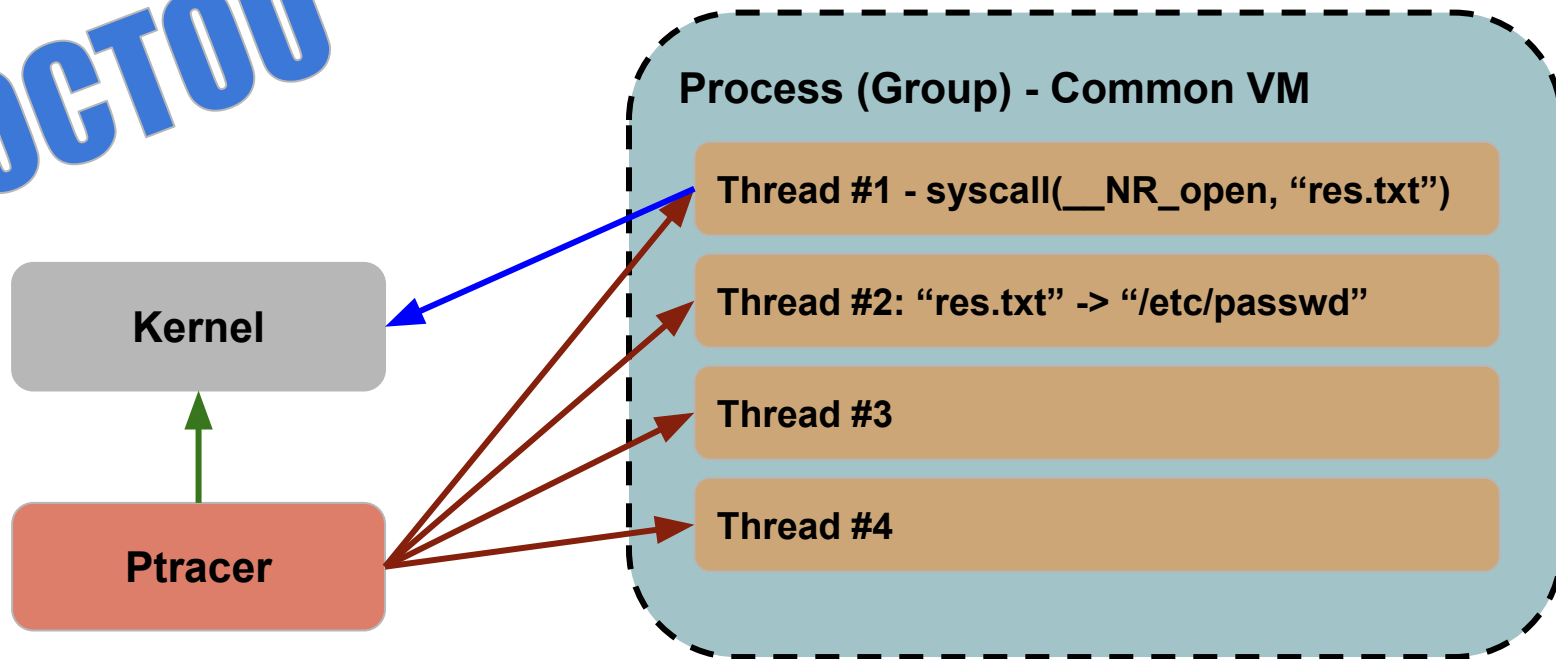 OCTOU
Process (Group) - Common VM
Thread #1 - syscall(__NR_open, “res.txt”)
Thread #2: “res.txt” -> “/etc/passwd”
Kernel
Thread #3
Thread #4
Ptracer